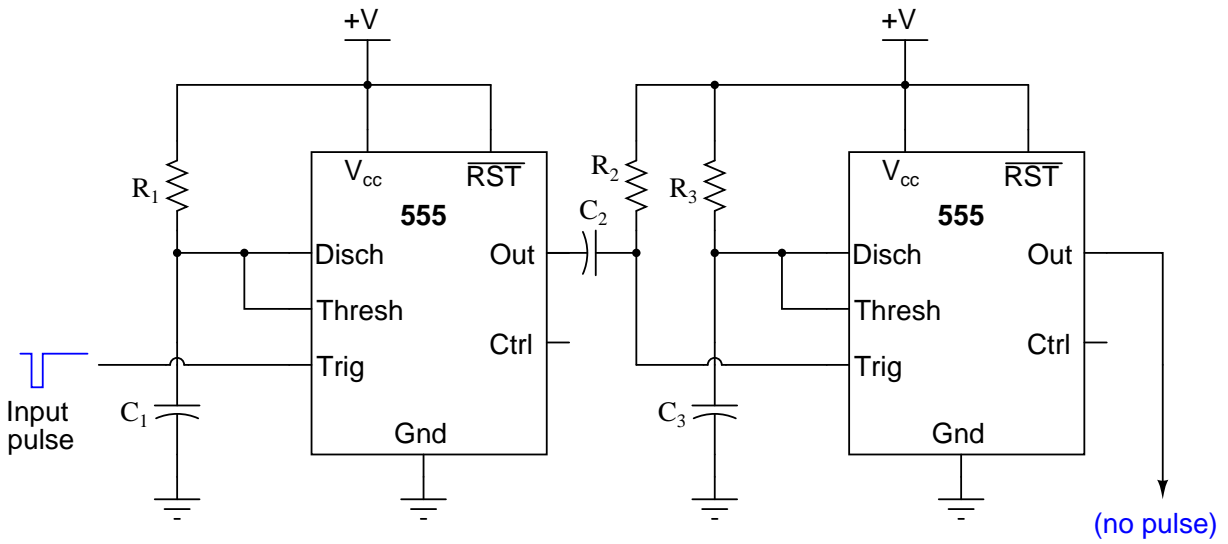 +V
+V
R1
Vcc
RST
555
Disch
Thresh
Trig
Out
Ctrl
Gnd
C1
Input
pulse
C2
R2
R3
Vcc
RST
555
Disch
Thresh
Trig
Out
Ctrl
Gnd
C3
(no pulse)